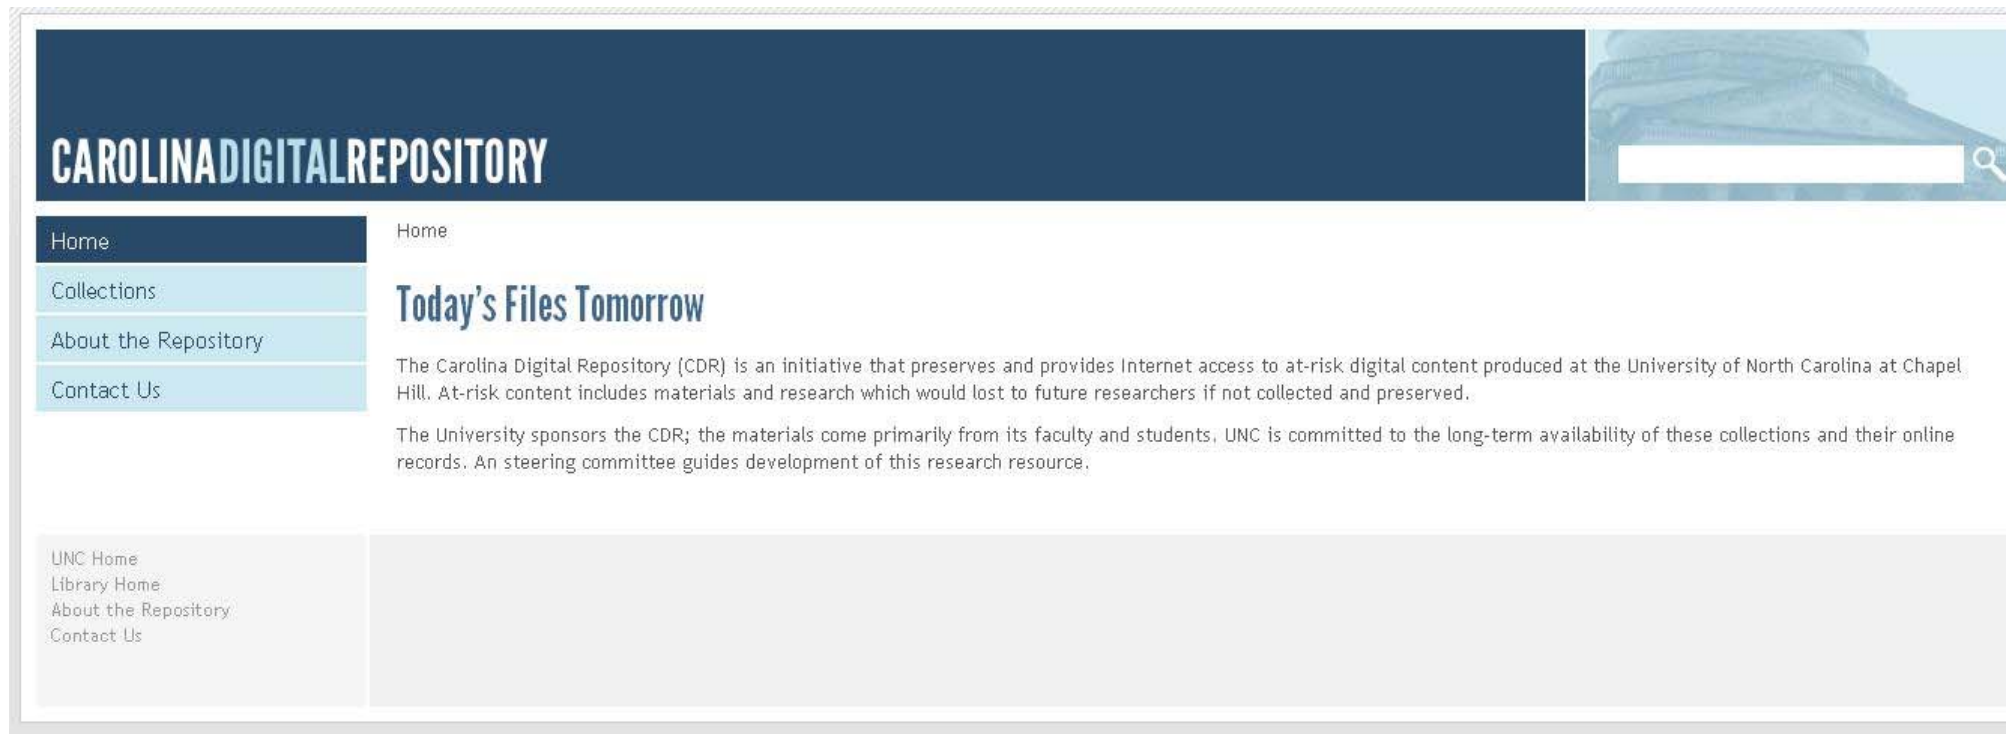 CAROLINADIGITALREPOSITORY
Home
Collections
About the Repository
Contact Us
Home
Today's Files Tomorrow
The Carolina Digital Repository (CDR) is an initiative that preserves and provides Internet access to at-risk digital content produced at the University of North Carolina at Chapel
Hill. At-risk content includes materials and research which would lost to future researchers if not collected and preserved.
The University sponsors the CDR; the materials come primarily from its faculty and students. UNC is committed to the long-term availability of these collections and their online
records. An steering committee guides development of this research resource.
UNC Home
Library Home
About the Repository
Contact Us